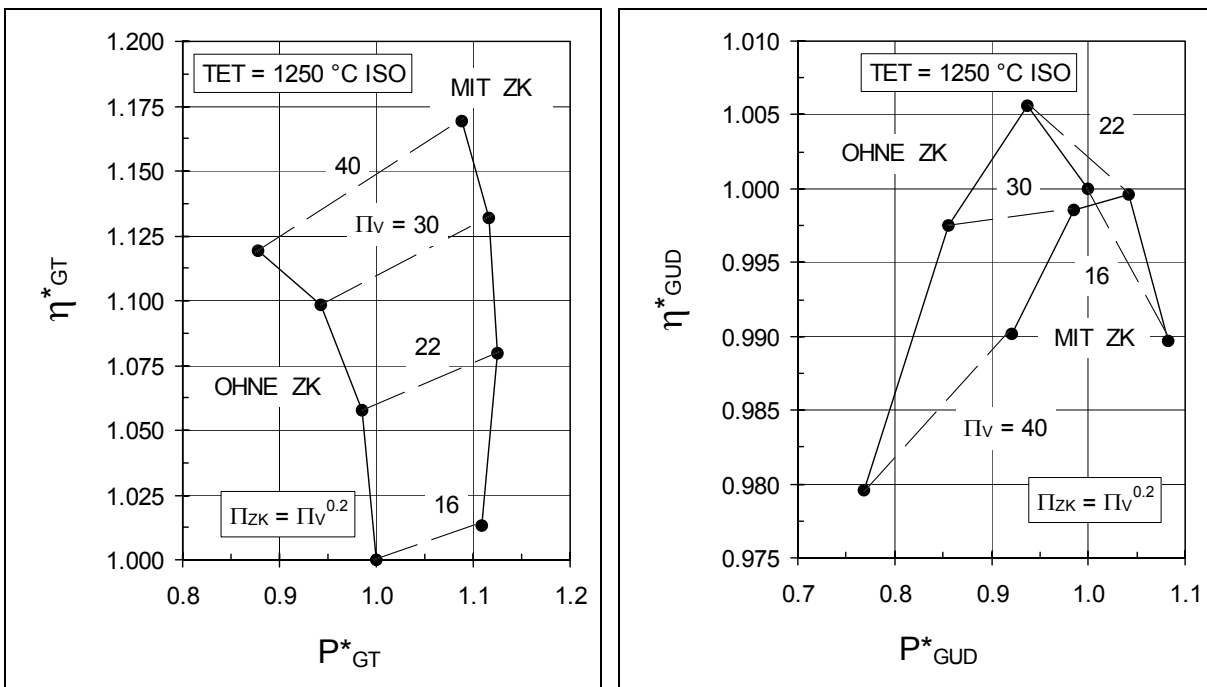 1.200
1.175
1.150
1.125
1.100
1.075
1.050
1.025
1.000
0.8 0.9 1.0 1.1 1.2
η*GT
P*GT
TET = 1250 °C ISO
MIT ZK
40
ΠV = 30
22
OHNE ZK
16
ΠZK = ΠV^0.2
1.010
1.005
1.000
0.995
0.990
0.985
0.980
0.975
0.7 0.8 0.9 1.0 1.1
η*GUD
P*GUD
TET = 1250 °C ISO
22
OHNE ZK
30
16
MIT ZK
ΠV = 40
ΠZK = ΠV^0.2